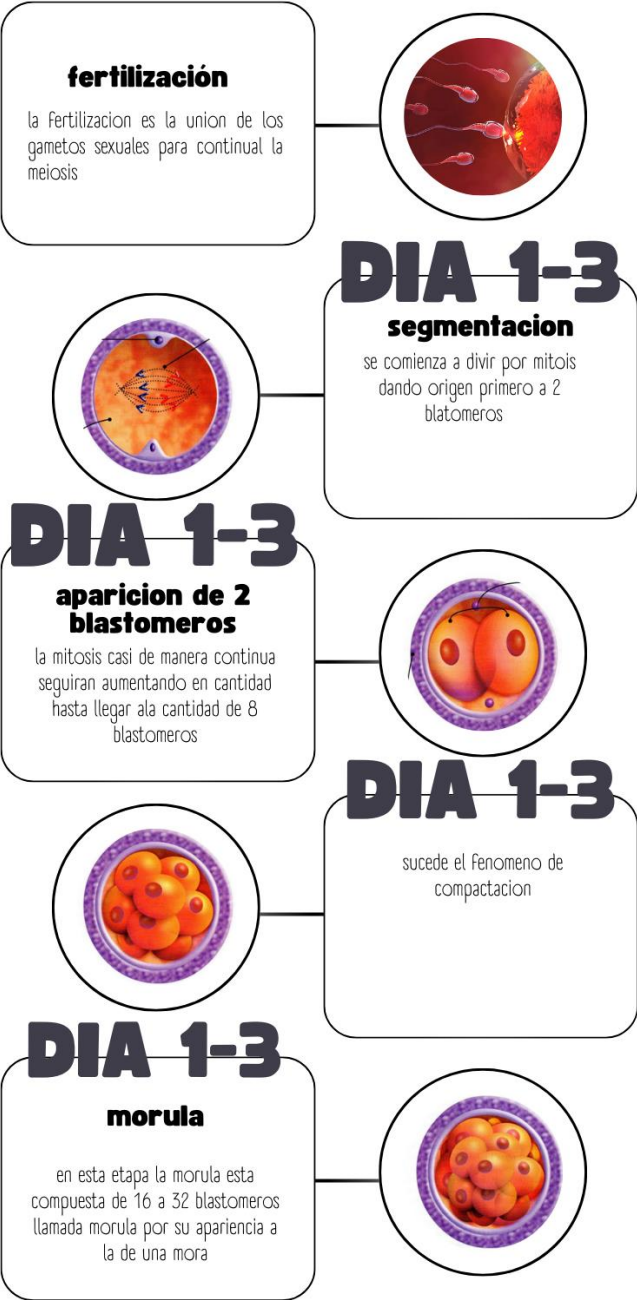 fertilización
la fertilizacion es la union de los
gametos sexuales para continual la
meiosis
DIA 1-3
segmentacion
se comienza a divir por mitois
dando origen primero a 2
blatomeros
DIA 1-3
aparicion de 2
blastomeros
la mitosis casi de manera continua
seguiran aumentando en cantidad
hasta llegar ala cantidad de 8
blastomeros
DIA 1-3
sucede el fenomeno de
compactacion
DIA 1-3
morula
en esta etapa la morula esta
compuesta de 16 a 32 blastomeros
llamada morula por su apariencia a
la de una mora